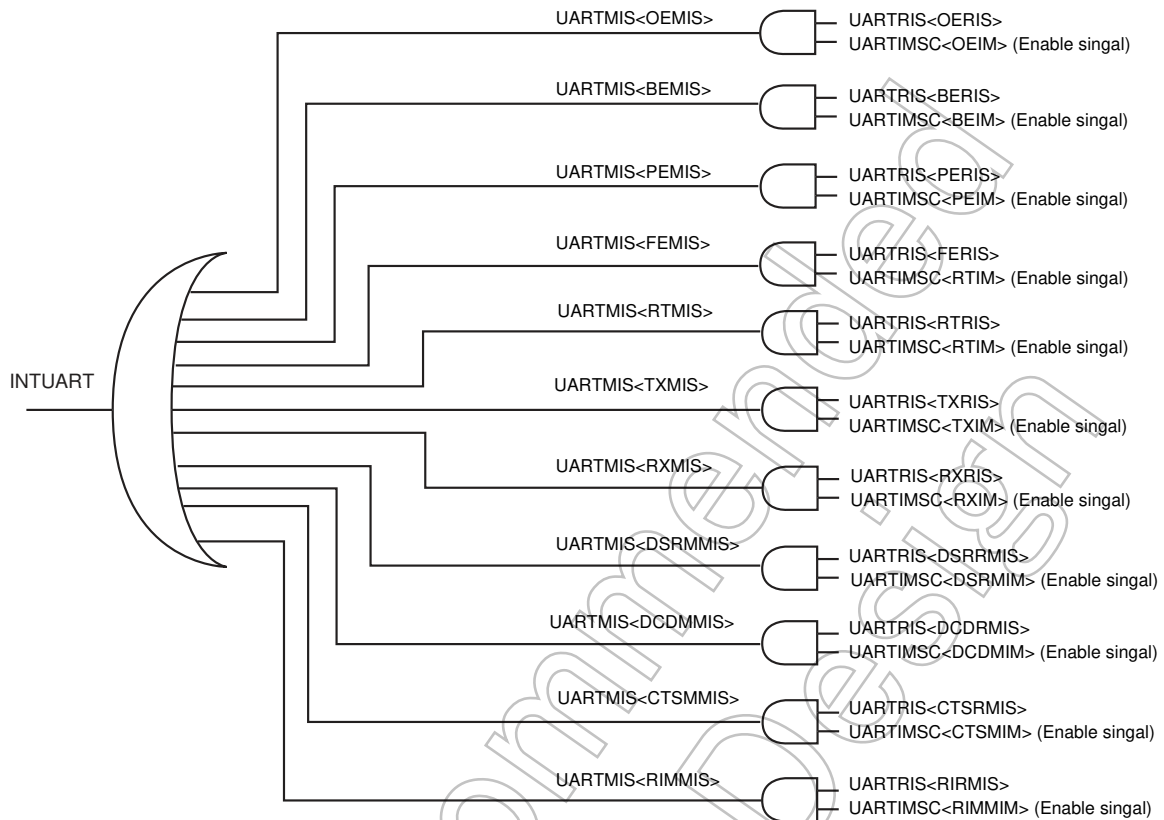 UARTMIS<OEMIS>
UARTRIS<OERIS>
UARTIMSC<OEIM> (Enable singal)
UARTMIS<BEMIS>
UARTRIS<BERIS>
UARTIMSC<BEIM> (Enable singal)
UARTMIS<PEMIS>
UARTRIS<PERIS>
UARTIMSC<PEIM> (Enable singal)
UARTMIS<FEMIS>
UARTRIS<FERIS>
UARTIMSC<RTIM> (Enable singal)
UARTMIS<RTMIS>
UARTRIS<RTRIS>
UARTIMSC<RTIM> (Enable singal)
INTUART
UARTMIS<TXMIS>
UARTRIS<TXRIS>
UARTIMSC<TXIM> (Enable singal)
UARTMIS<RXMIS>
UARTRIS<RXRIS>
UARTIMSC<RXIM> (Enable singal)
UARTMIS<DSRMMIS>
UARTRIS<DSRRMIS>
UARTIMSC<DSRMIM> (Enable singal)
UARTMIS<DCDMMIS>
UARTRIS<DCDRMIS>
UARTIMSC<DCDMIM> (Enable singal)
UARTMIS<CTSMMIS>
UARTRIS<CTSRMIS>
UARTIMSC<CTSMIM> (Enable singal)
UARTMIS<RIMMIS>
UARTRIS<RIRMIS>
UARTIMSC<RIMMIM> (Enable singal)
ommended
Design